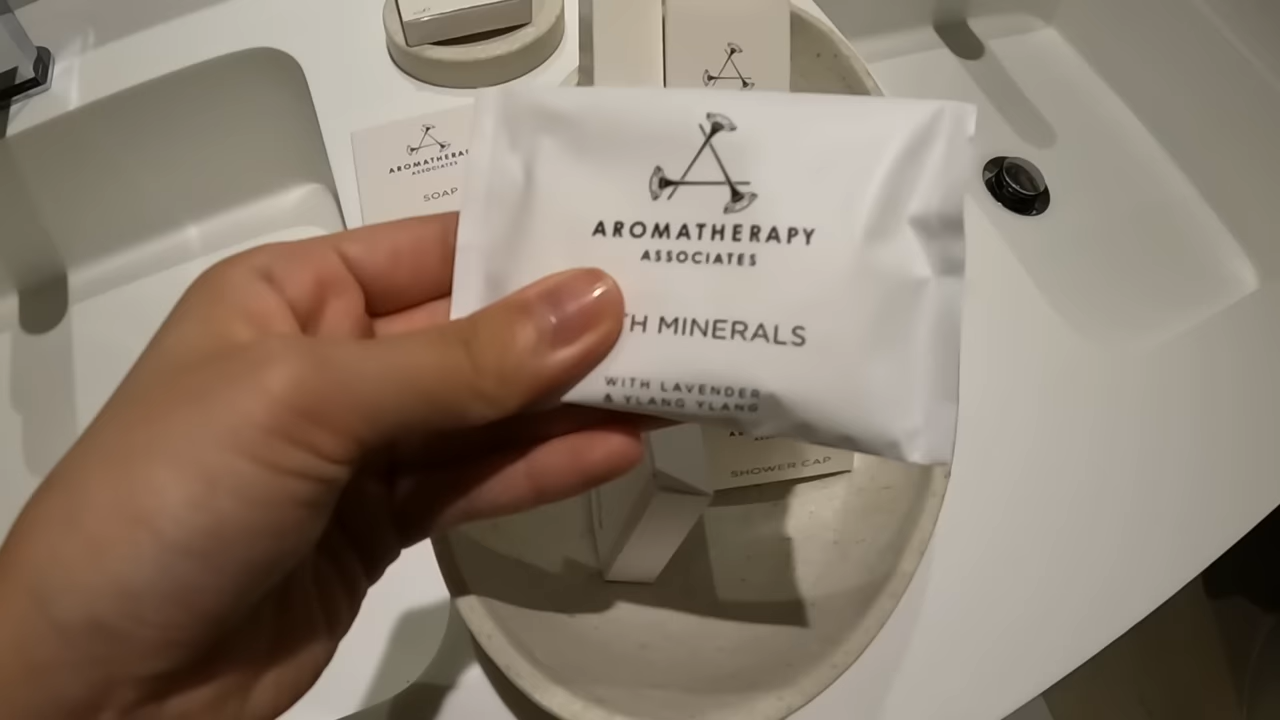 AROMATHERAPY
ASSOCIATES
SOAP
AROMATHERAPY
ASSOCIATES
TH MINERALS
WITH LAVENDER
& YLANG YLANG
SHOWER CAP